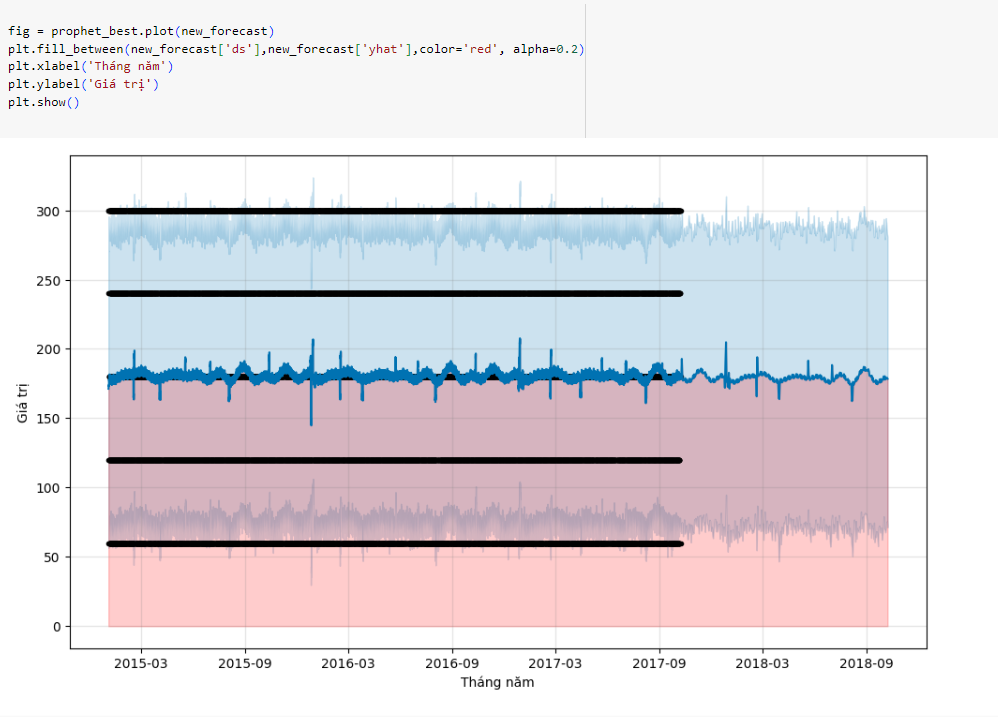 fig = prophet_best.plot(new_forecast)
plt.fill_between(new_forecast['ds'],new_forecast['yhat'],color='red', alpha=0.2)
plt.xlabel('Tháng năm')
plt.ylabel('Giá trị')
plt.show()
300
250
200
150
100
50
0
Giá trị
2015-03 2015-09 2016-03 2016-09 2017-03 2017-09 2018-03 2018-09
Tháng năm